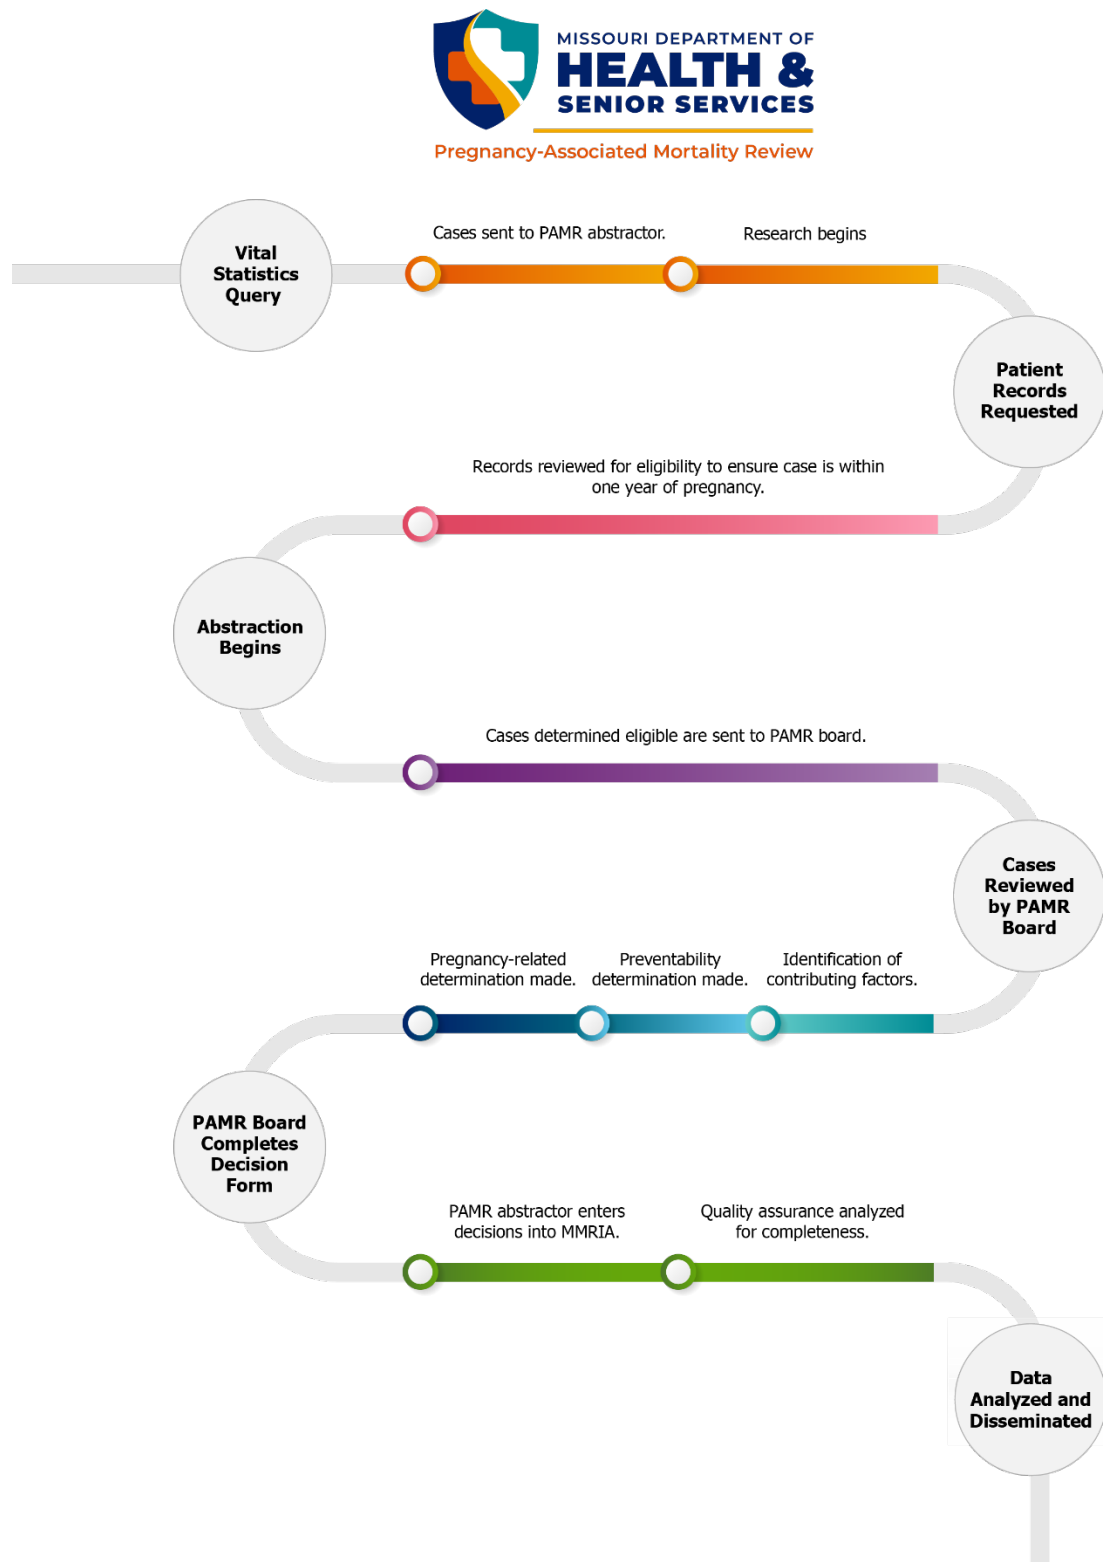 MISSOURI DEPARTMENT OF
HEALTH &
SENIOR SERVICES
Pregnancy-Associated Mortality Review
Vital
Statistics
Query
Cases sent to PAMR abstractor.
Research begins
Patient
Records
Requested
Records reviewed for eligibility to ensure case is within
one year of pregnancy.
Abstraction
Begins
Cases determined eligible are sent to PAMR board.
Cases
Reviewed
by PAMR
Board
Identification of
contributing factors.
Preventability
determination made.
Pregnancy-related
determination made.
PAMR Board
Completes
Decision
Form
PAMR abstractor enters
decisions into MMRIA.
Quality assurance analyzed
for completeness.
Data
Analyzed and
Disseminated